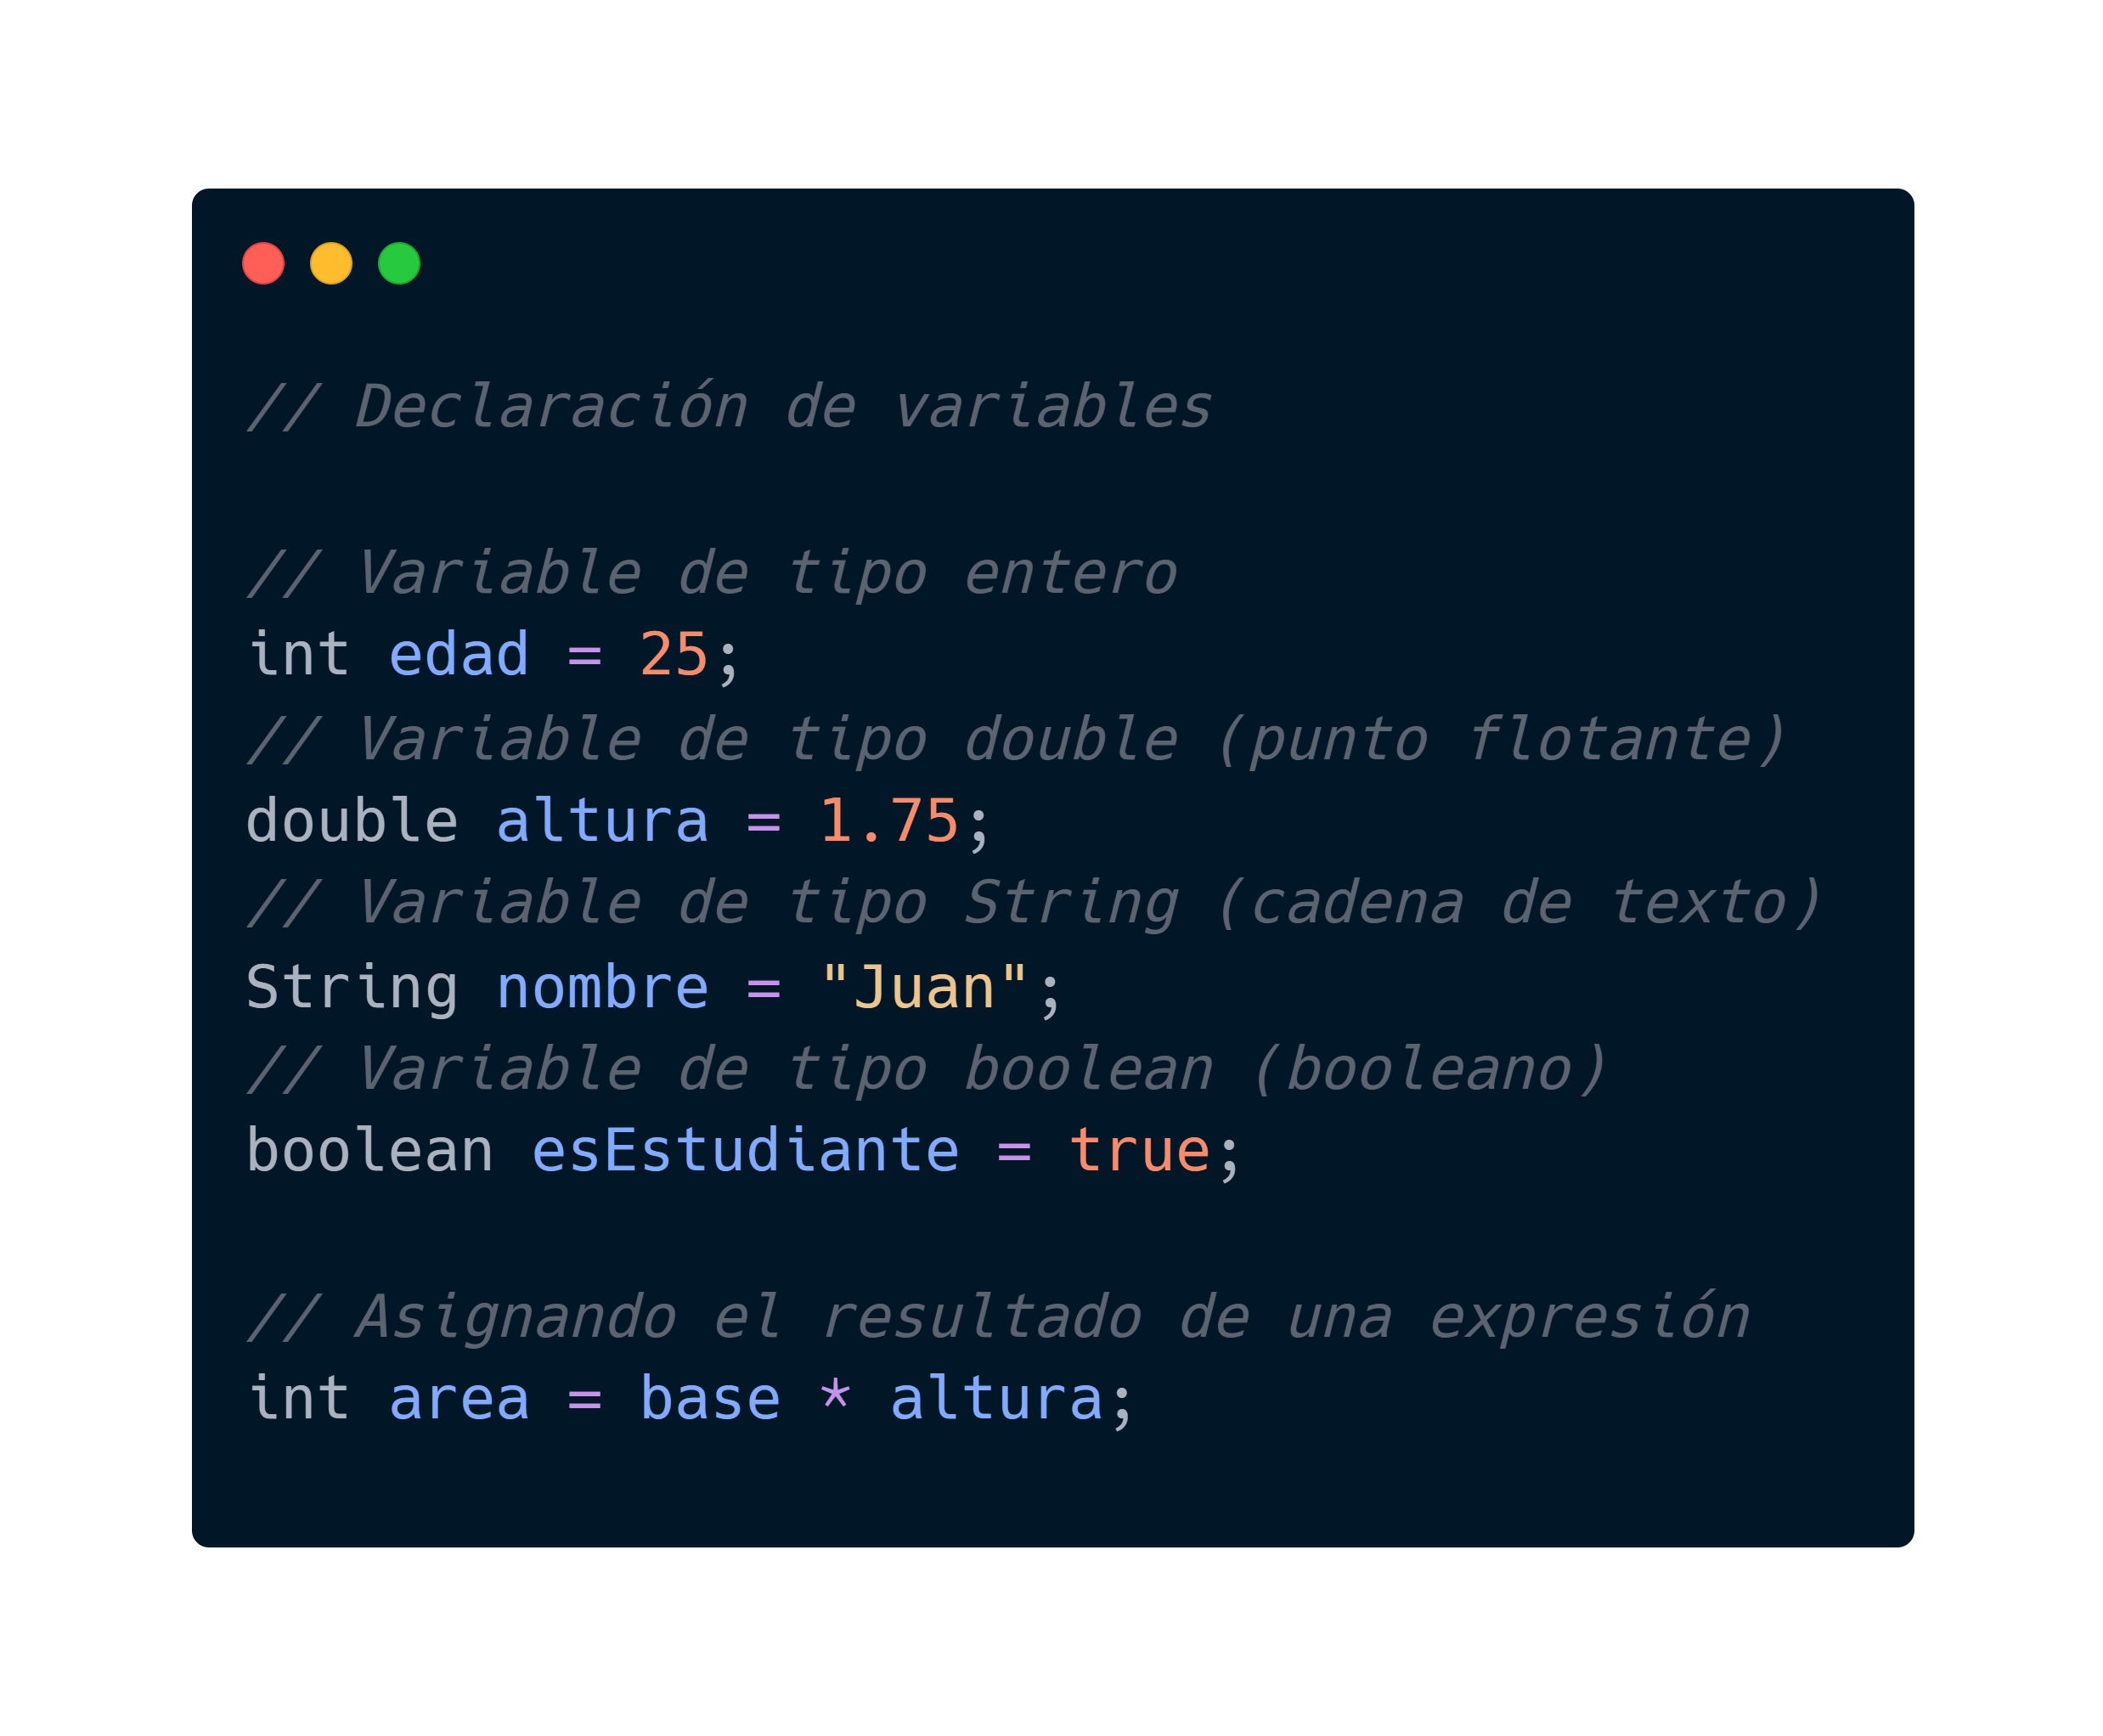 // Declaración de variables
// Variable de tipo entero
int edad = 25;
// Variable de tipo double (punto flotante)
double altura = 1.75;
// Variable de tipo String (cadena de texto)
String nombre = "Juan";
// Variable de tipo boolean (booleano)
boolean esEstudiante = true;
// Asignando el resultado de una expresión
int area = base * altura;